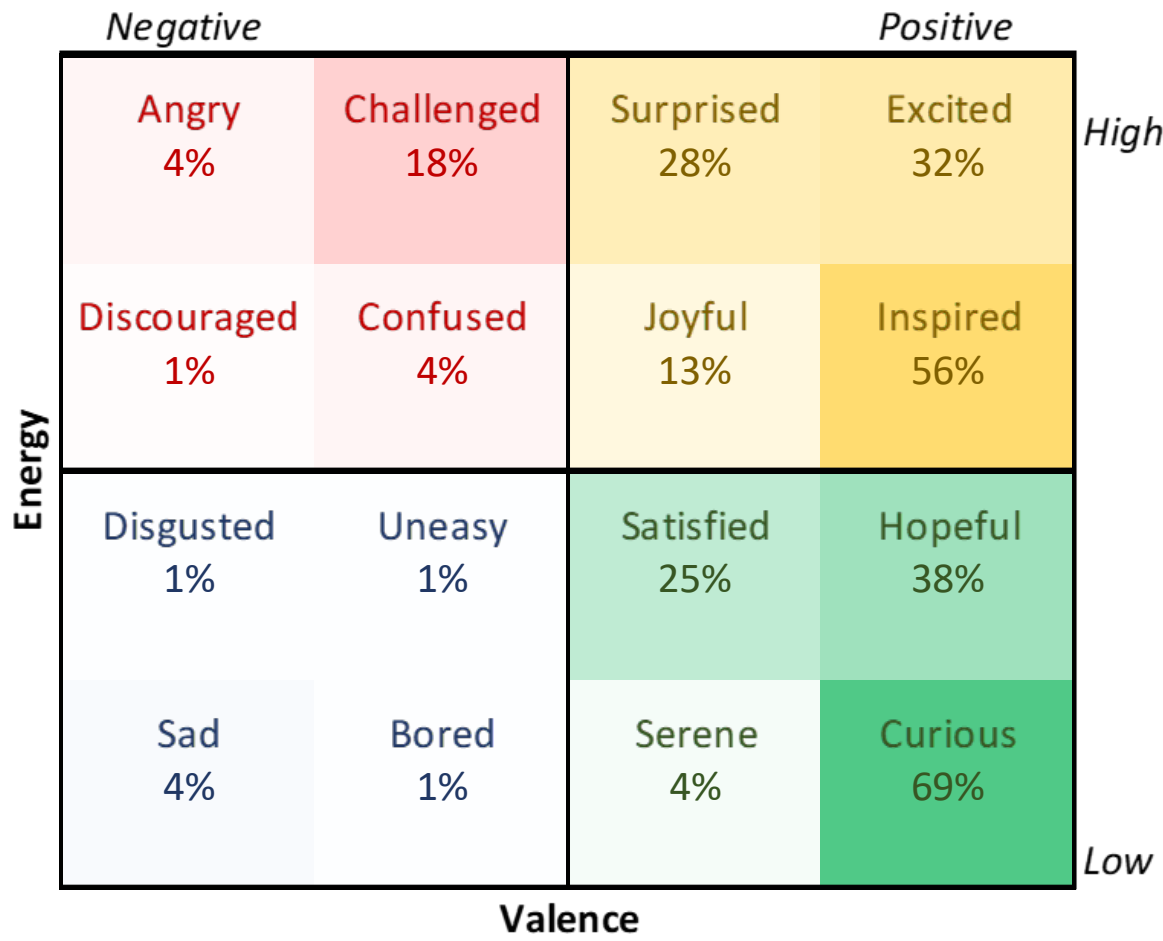 Negative Positive
Angry Challenged Surprised Excited
4% 18% 28% 32%
High
Discouraged Confused Joyful Inspired
1% 4% 13% 56%
Energy
Disgusted Uneasy Satisfied Hopeful
1% 1% 25% 38%
Sad Bored Serene Curious
4% 1% 4% 69%
Low
Valence